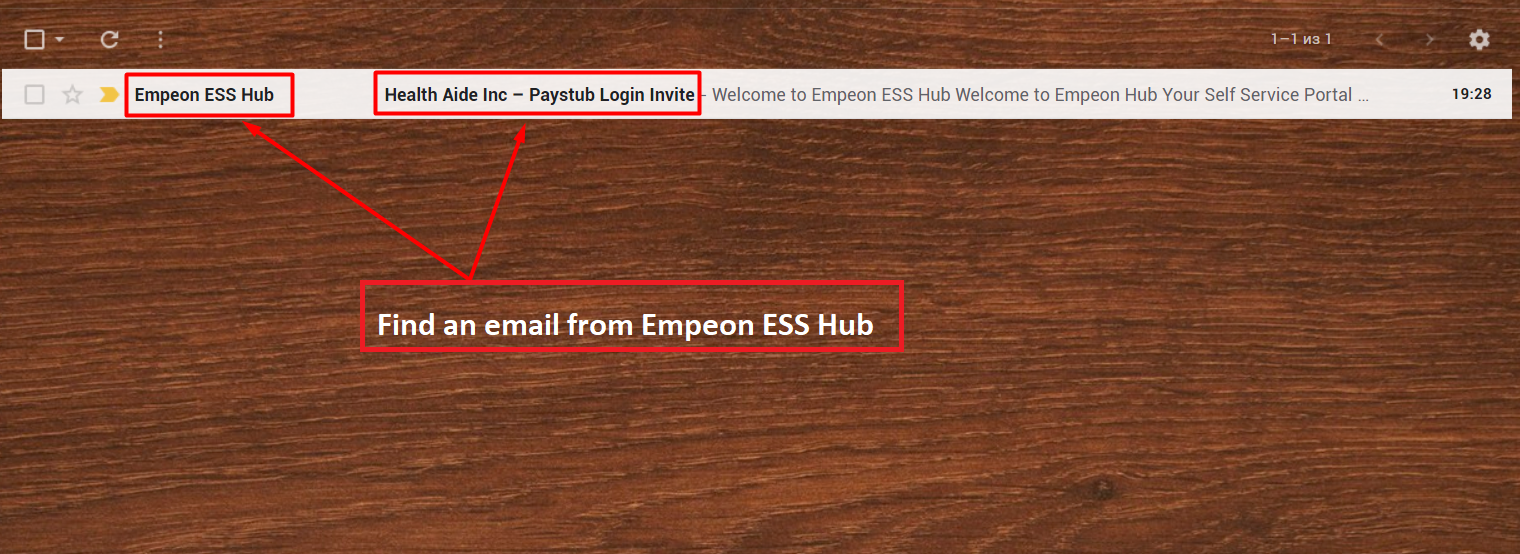 1–1 из 1
Empeon ESS Hub Health Aide Inc – Paystub Login Invite - Welcome to Empeon ESS Hub Welcome to Empeon Hub Your Self Service Portal ... 19:28
Find an email from Empeon ESS Hub